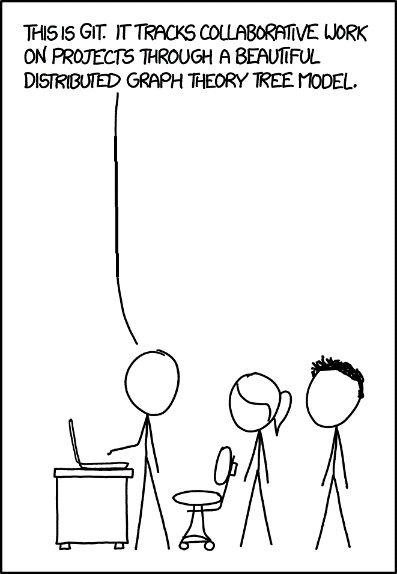 THIS IS GIT. IT TRACKS COLLABORATIVE WORK
ON PROJECTS THROUGH A BEAUTIFUL
DISTRIBUTED GRAPH THEORY TREE MODEL.